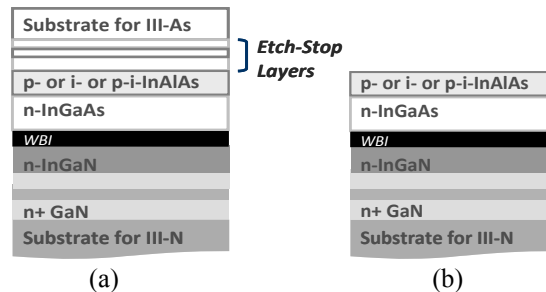 Substrate for III-As
Etch-Stop
Layers
p- or i- or p-i-InAlAs
n-InGaAs
WBI
n-InGaN
n+ GaN
Substrate for III-N
(a)
p- or i- or p-i-InAlAs
n-InGaAs
WBI
n-InGaN
n+ GaN
Substrate for III-N
(b)